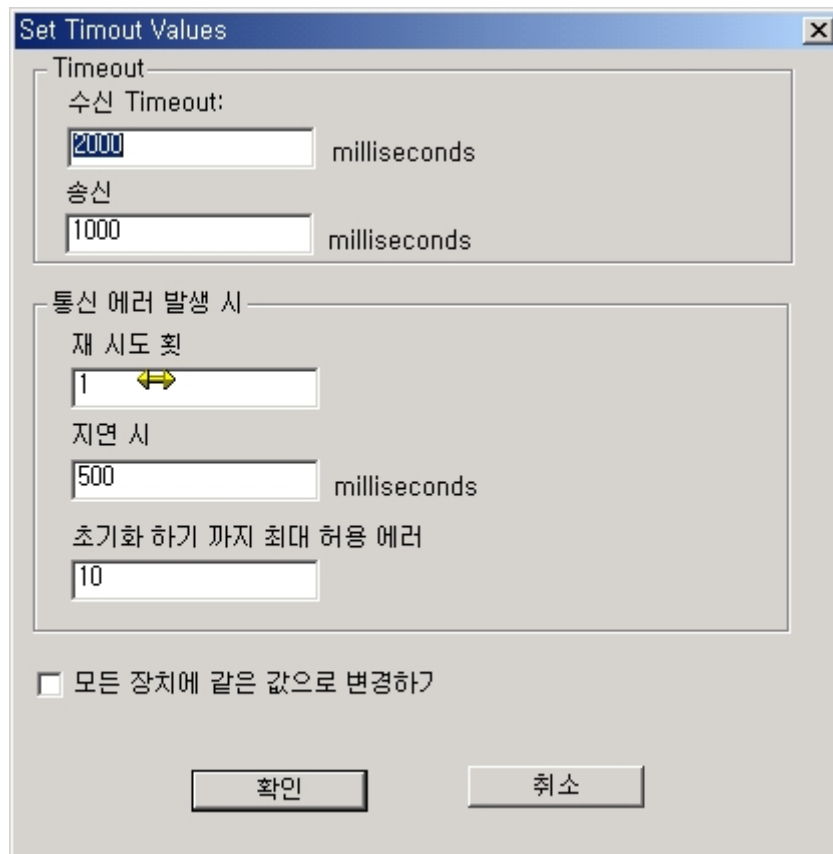 Set Timout Values
Timeout
수신 Timeout:
2000 milliseconds
송신
1000 milliseconds
통신 에러 발생 시
재 시도 횟
1
지연 시
500 milliseconds
초기화 하기 까지 최대 허용 에러
10
모든 장치에 같은 값으로 변경하기
확인 취소